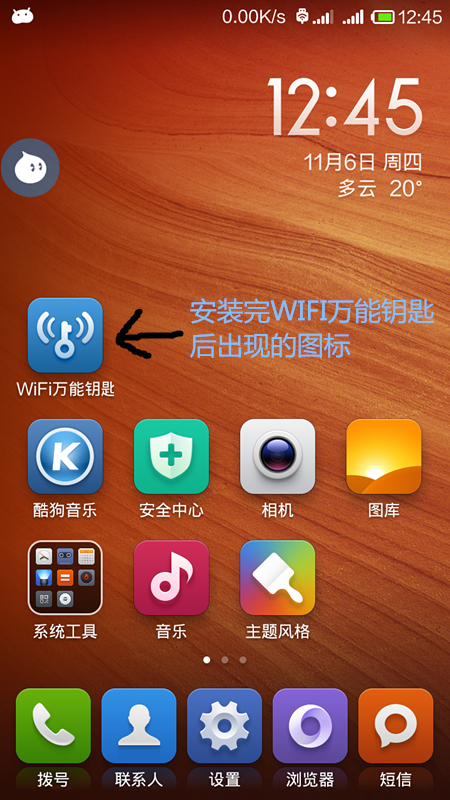 0.00K/s 12:45
12:45
11月6日 周四
多云 20°
安装完WIFI万能钥匙
后出现的图标
WiFi万能钥匙
K
酷狗音乐 安全中心 相机 图库
系统工具 音乐 主题风格
拨号 联系人 设置 浏览器 短信